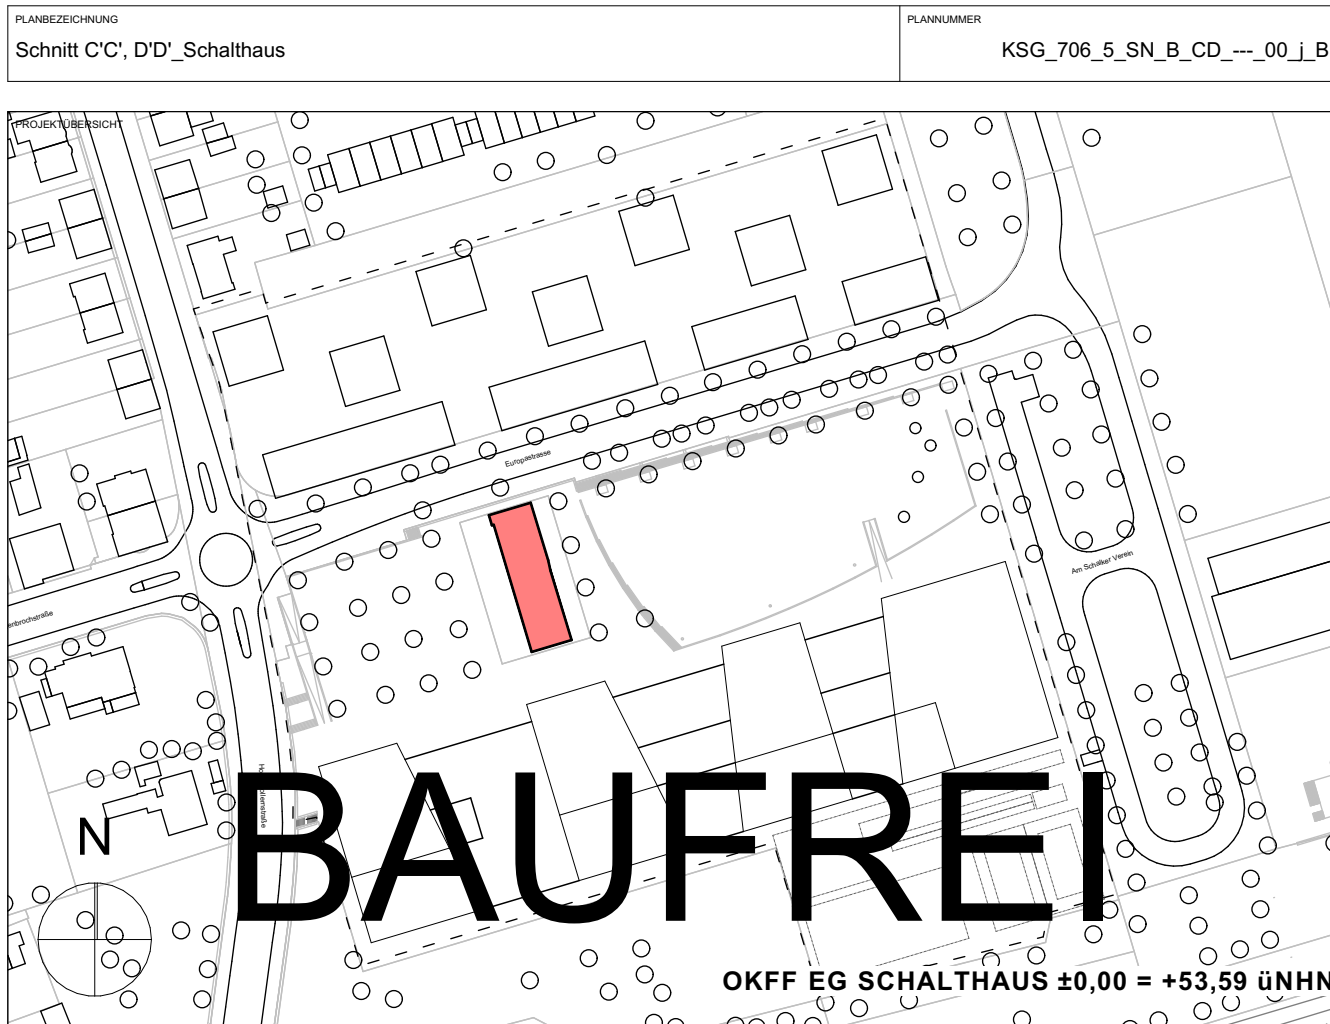 PLANBEZEICHNUNG
Schnitt C'C', D'D'_Schalthaus
PLANNUMMER
KSG_706_5_SN_B_CD_---_00_j_B
PROJEKTÜBERSICHT
Europastrasse
Am Schalker Verein
enbrochstraße
N
BAUFREI
OKFF EG SCHALTHAUS ±0,00 = +53,59 üNHN